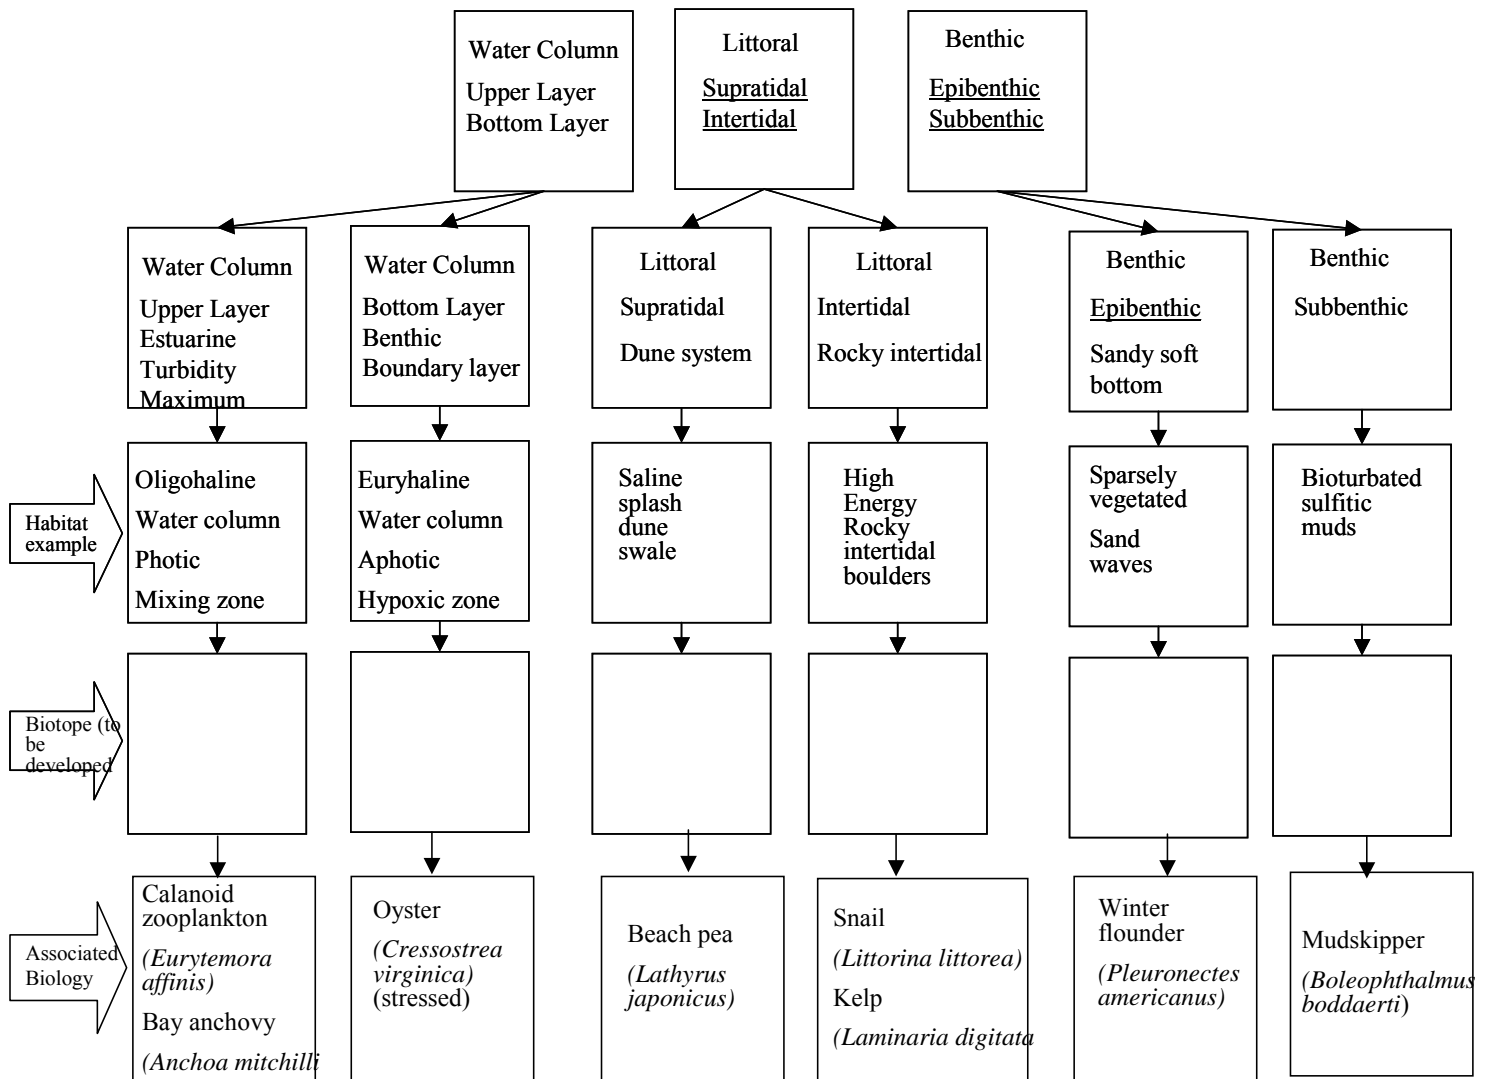 Water Column
Upper Layer
Bottom Layer
Littoral
Supratidal
Intertidal
Benthic
Epibenthic
Subbenthic
Water Column
Upper Layer
Estuarine
Turbidity
Maximum
Water Column
Bottom Layer
Benthic
Boundary layer
Littoral
Supratidal
Dune system
Littoral
Intertidal
Rocky intertidal
Benthic
Epibenthic
Sandy soft
bottom
Benthic
Subbenthic
Habitat
example
Oligohaline
Water column
Photic
Mixing zone
Euryhaline
Water column
Aphotic
Hypoxic zone
Saline
splash
dune
swale
High
Energy
Rocky
intertidal
boulders
Sparsely
vegetated
Sand
waves
Bioturbated
sulfitic
muds
Biotope (to
be
developed
Associated
Biology
Calanoid
zooplankton
(Eurytemora
affinis)
Bay anchovy
(Anchoa mitchilli
Oyster
(Cressostrea
virginica)
(stressed)
Beach pea
(Lathyrus
japonicus)
Snail
(Littorina littorea)
Kelp
(Laminaria digitata
Winter
flounder
(Pleuronectes
americanus)
Mudskipper
(Boleophthalmus
boddaerti)